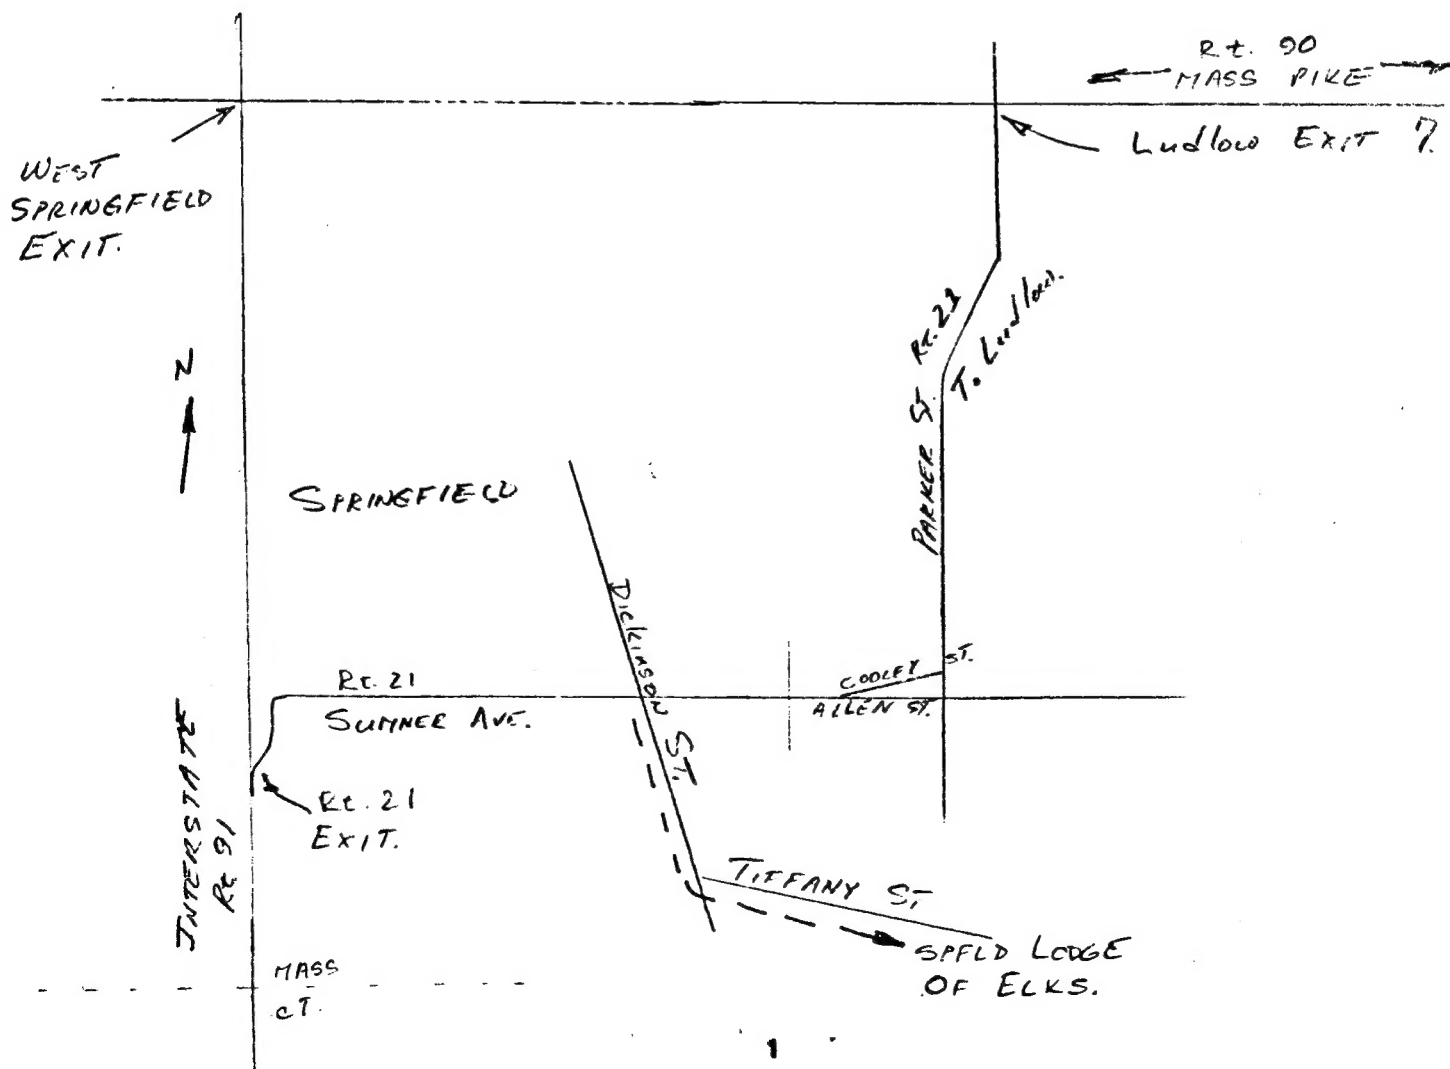 Rt. 90
MASS PIKE
Ludlow EXIT 7.
WEST
SPRINGFIELD
EXIT.
N
Rt. 21
To Ludlow.
PARKER ST.
SPRINGFIELD
DICKINSON ST.
COOLEY ST.
ALLEN ST.
Rt. 21
SUMNER AVE.
Rt. 21
EXIT.
INTERSTATE
Rt 91
TIFFANY ST
SPFLD LODGE
OF ELKS.
MASS
CT.
1